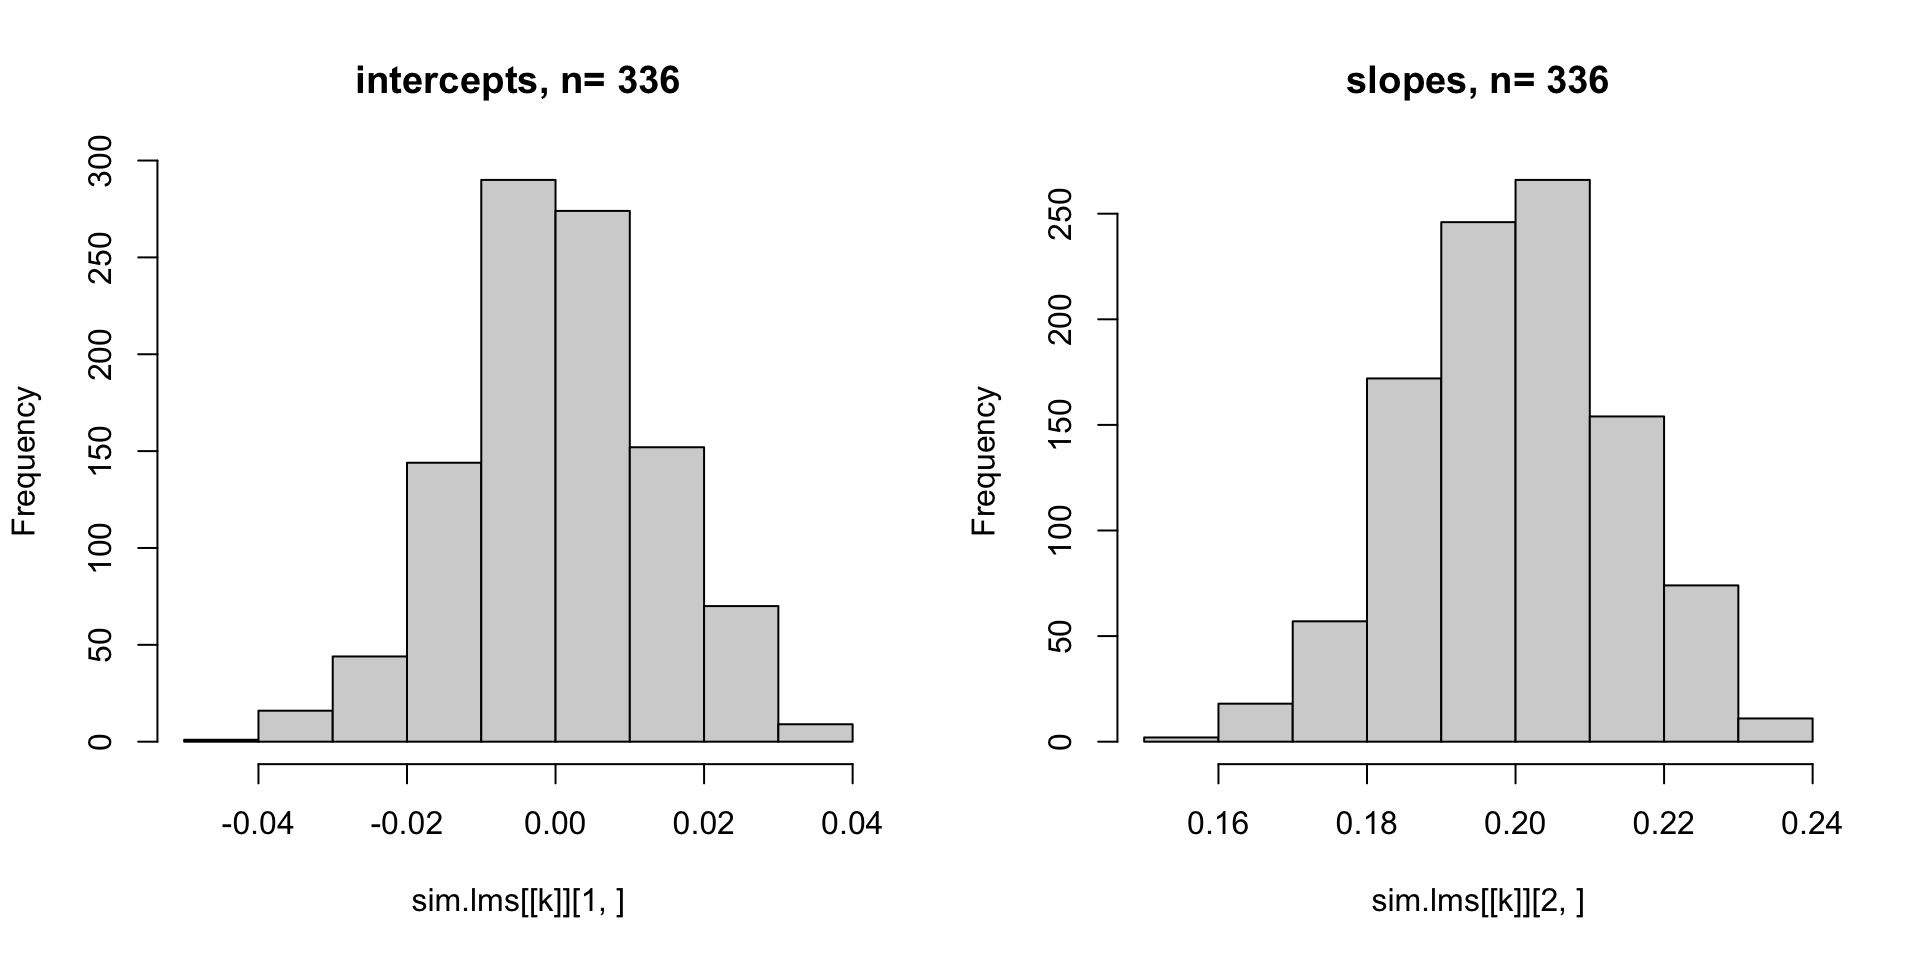 intercepts, n= 336
Frequency
300
250
200
150
100
50
0
-0.04 -0.02 0.00 0.02 0.04
sim.lms[[k]][1, ]
slopes, n= 336
Frequency
250
200
150
100
50
0
0.16 0.18 0.20 0.22 0.24
sim.lms[[k]][2, ]